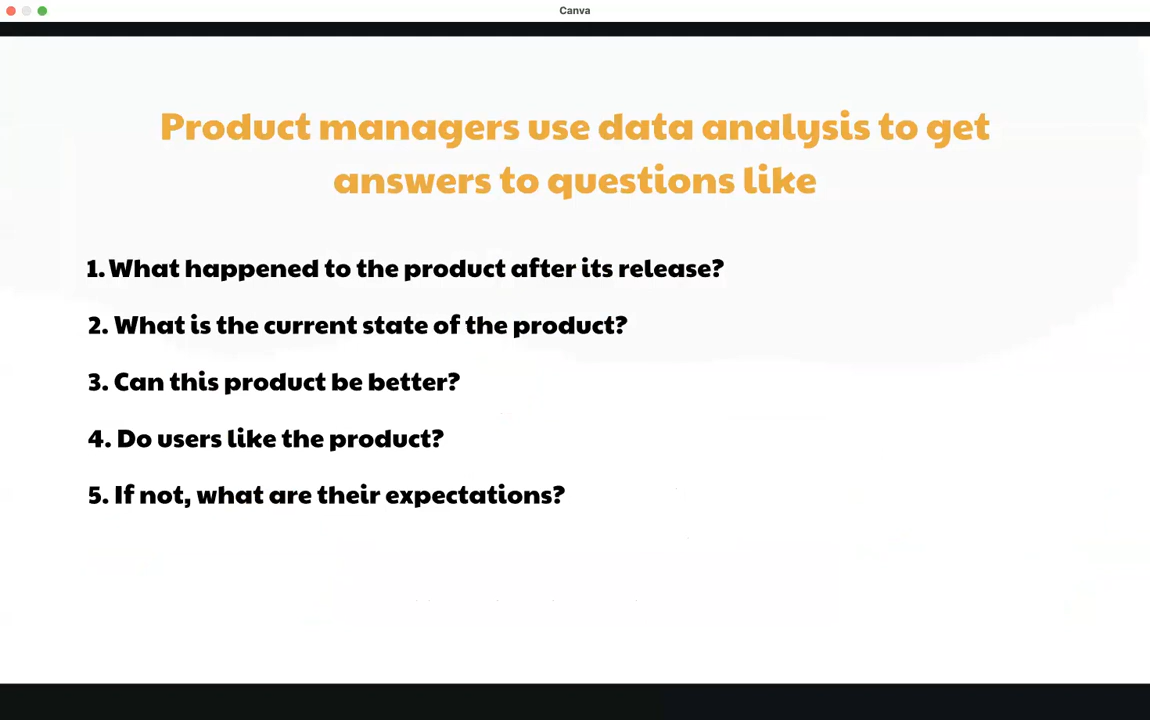 Canva
Product managers use data analysis to get
answers to questions like
1. What happened to the product after its release?
2. What is the current state of the product?
3. Can this product be better?
4. Do users like the product?
5. If not, what are their expectations?